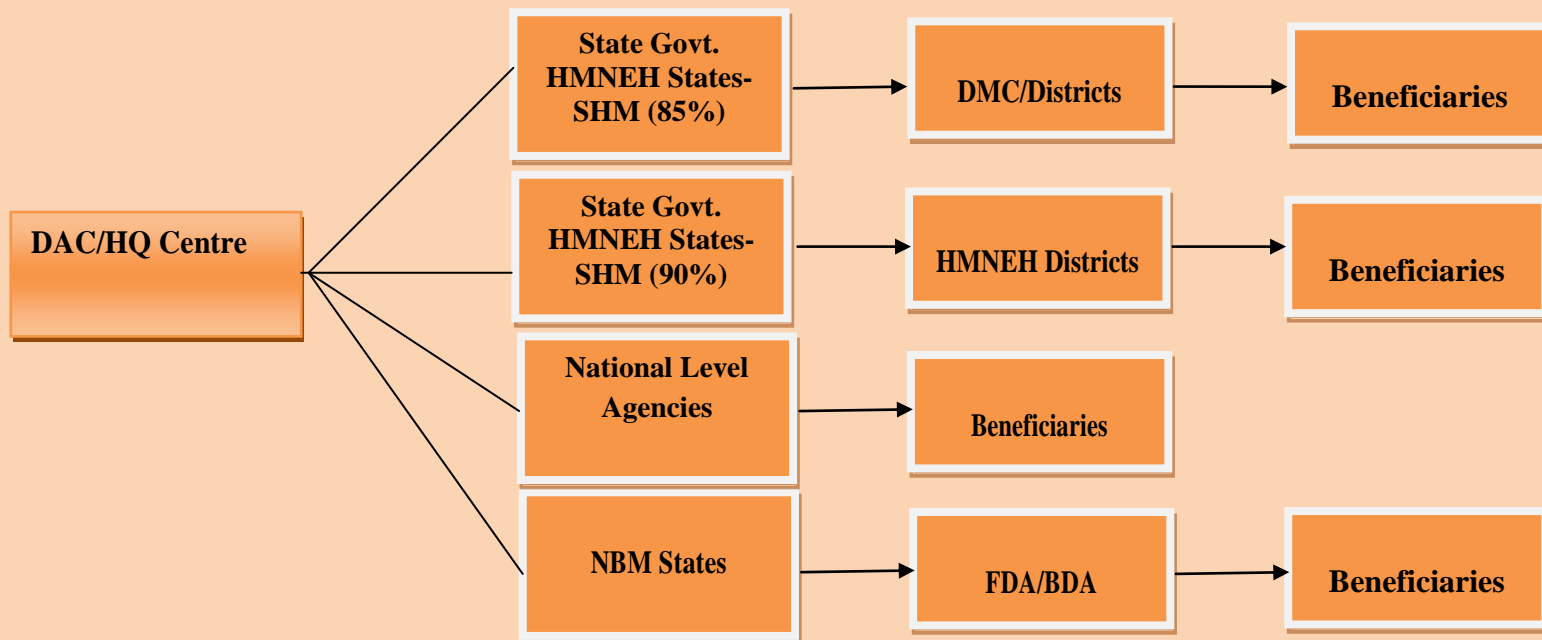 DAC/HQ Centre
State Govt.
HMNEH States-
SHM (85%)
DMC/Districts
Beneficiaries
State Govt.
HMNEH States-
SHM (90%)
HMNEH Districts
Beneficiaries
National Level
Agencies
Beneficiaries
NBM States
FDA/BDA
Beneficiaries